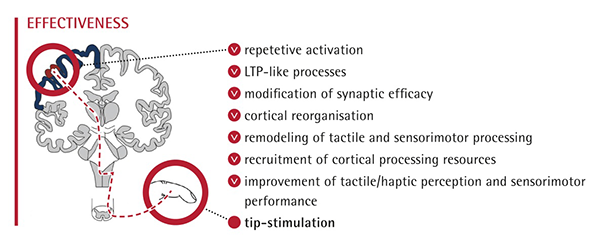 EFFECTIVENESS
repetetive activation
LTP-like processes
modification of synaptic efficacy
cortical reorganisation
remodeling of tactile and sensorimotor processing
recruitment of cortical processing resources
improvement of tactile/haptic perception and sensorimotor
performance
tip-stimulation